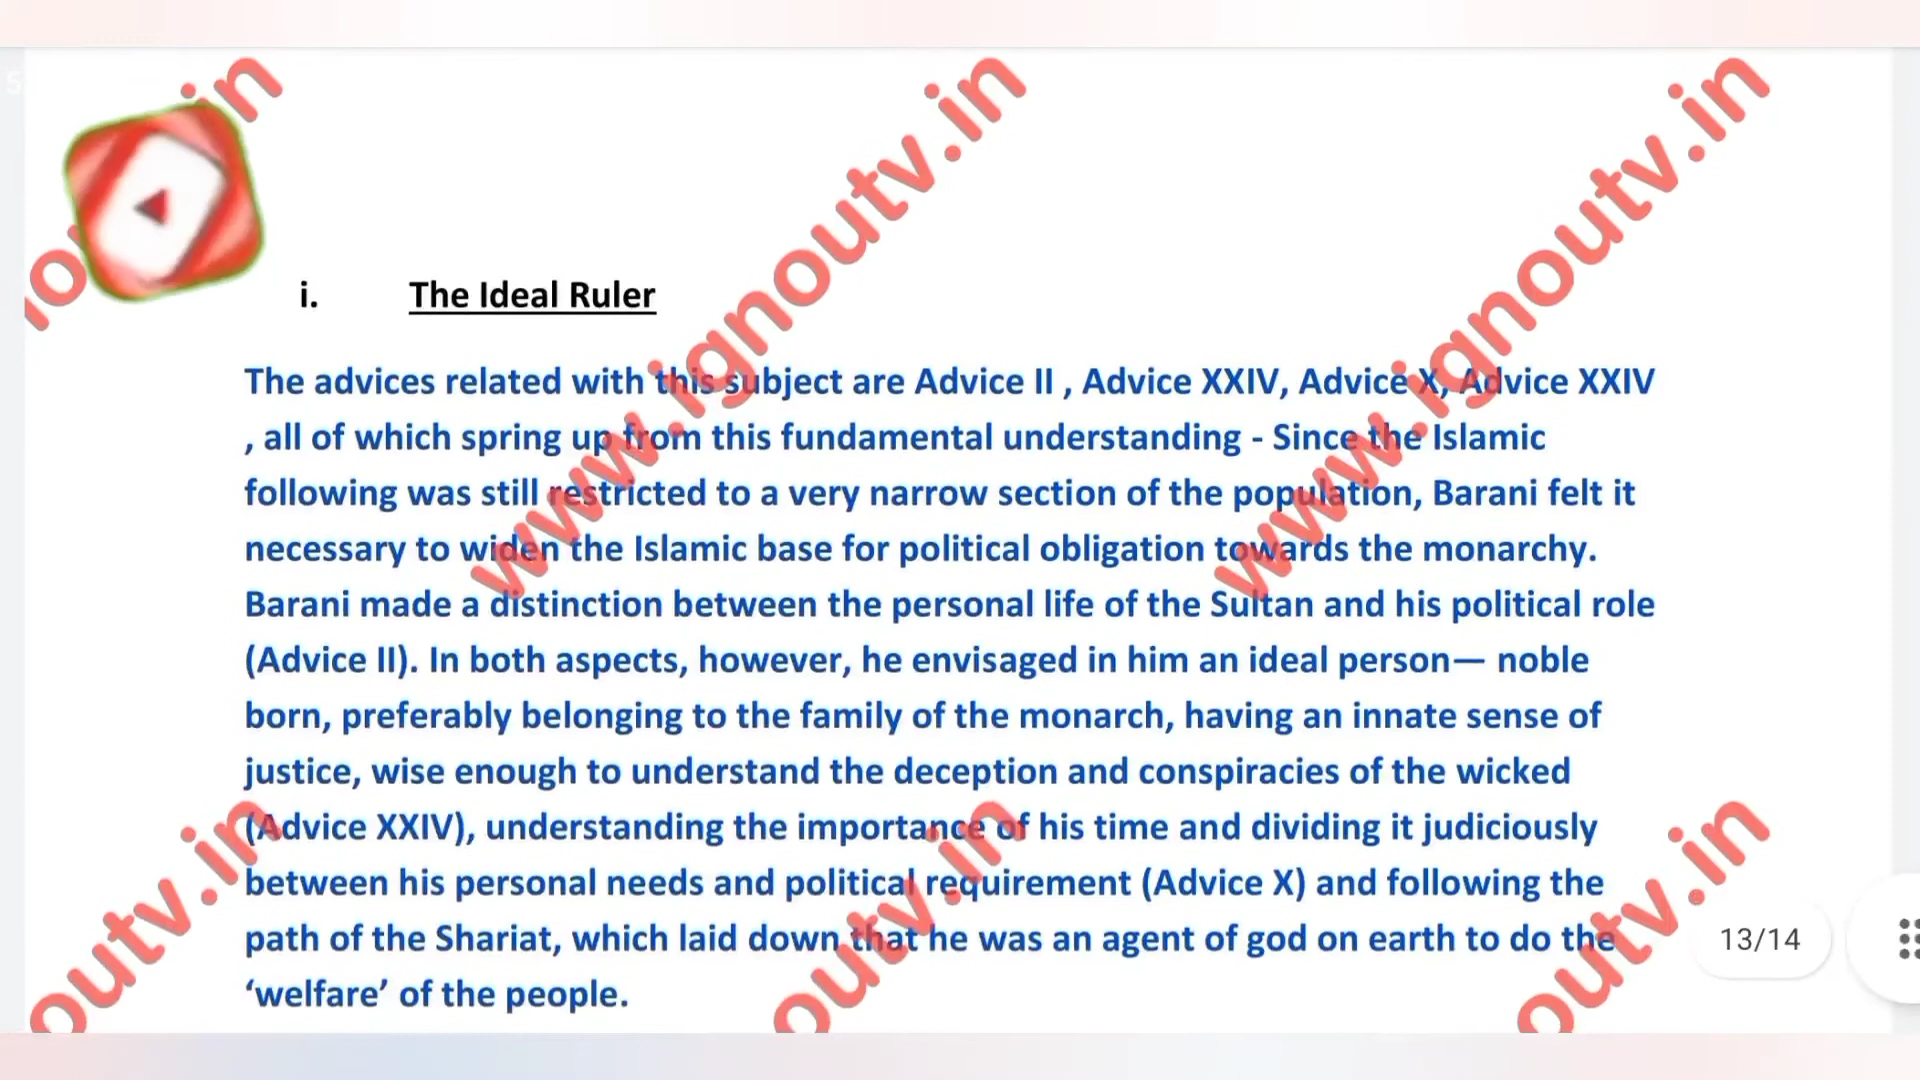 www.ignoutv.in
www.ignoutv.in
i. The Ideal Ruler
The advices related with this subject are Advice II , Advice XXIV, Advice X, Advice XXIV
, all of which spring up from this fundamental understanding - Since the Islamic
following was still restricted to a very narrow section of the population, Barani felt it
necessary to widen the Islamic base for political obligation towards the monarchy.
Barani made a distinction between the personal life of the Sultan and his political role
(Advice II). In both aspects, however, he envisaged in him an ideal person— noble
born, preferably belonging to the family of the monarch, having an innate sense of
justice, wise enough to understand the deception and conspiracies of the wicked
(Advice XXIV), understanding the importance of his time and dividing it judiciously
between his personal needs and political requirement (Advice X) and following the
path of the Shariat, which laid down that he was an agent of god on earth to do the
‘welfare’ of the people.
outv.in
outv.in
outv.in
13/14